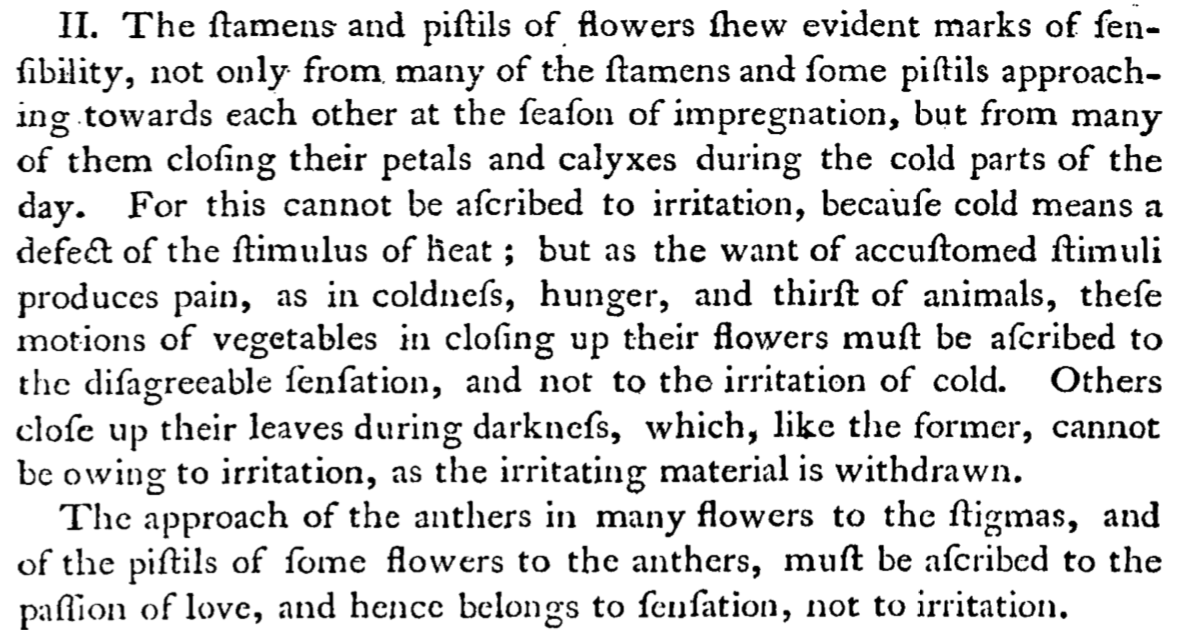 II. The ſtamens and piſtils of flowers ſhew evident marks of ſen-
ſibility, not only from many of the ſtamens and ſome piſtils approach-
ing towards each other at the ſeaſon of impregnation, but from many
of them cloſing their petals and calyxes during the cold parts of the
day. For this cannot be aſcribed to irritation, becauſe cold means a
defect of the ſtimulus of heat ; but as the want of accuſtomed ſtimuli
produces pain, as in coldneſs, hunger, and thirſt of animals, theſe
motions of vegetables in cloſing up their flowers muſt be aſcribed to
the diſagreeable ſenſation, and not to the irritation of cold. Others
cloſe up their leaves during darkneſs, which, like the former, cannot
be owing to irritation, as the irritating material is withdrawn.
The approach of the anthers in many flowers to the ſtigmas, and
of the piſtils of ſome flowers to the anthers, muſt be aſcribed to the
paſſion of love, and hence belongs to ſenſation, not to irritation.